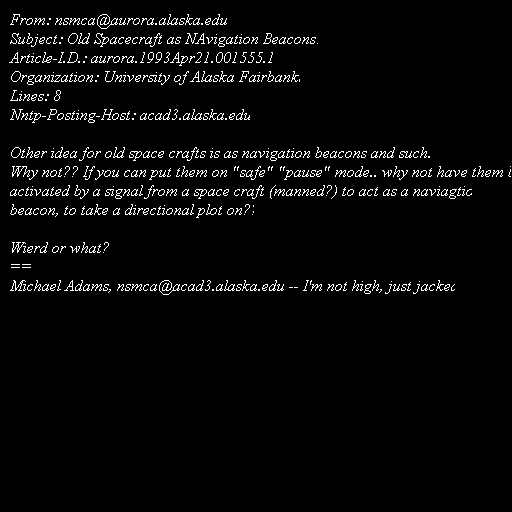 From: nsmca@aurora.alaska.edu
Subject: Old Spacecraft as NAvigation Beacons.
Article-I.D.: aurora.1993Apr21.001555.1
Organization: University of Alaska Fairbank
Lines: 8
Nntp-Posting-Host: acad3.alaska.edu

Other idea for old space crafts is as navigation beacons and such..
Why not?? If you can put them on "safe" "pause" mode.. why not have them
activated by a signal from a space craft (manned?) to act as a naviagtio
beacon, to take a directional plot on??

Wierd or what?
==
Michael Adams, nsmca@acad3.alaska.edu -- I'm not high, just jacked